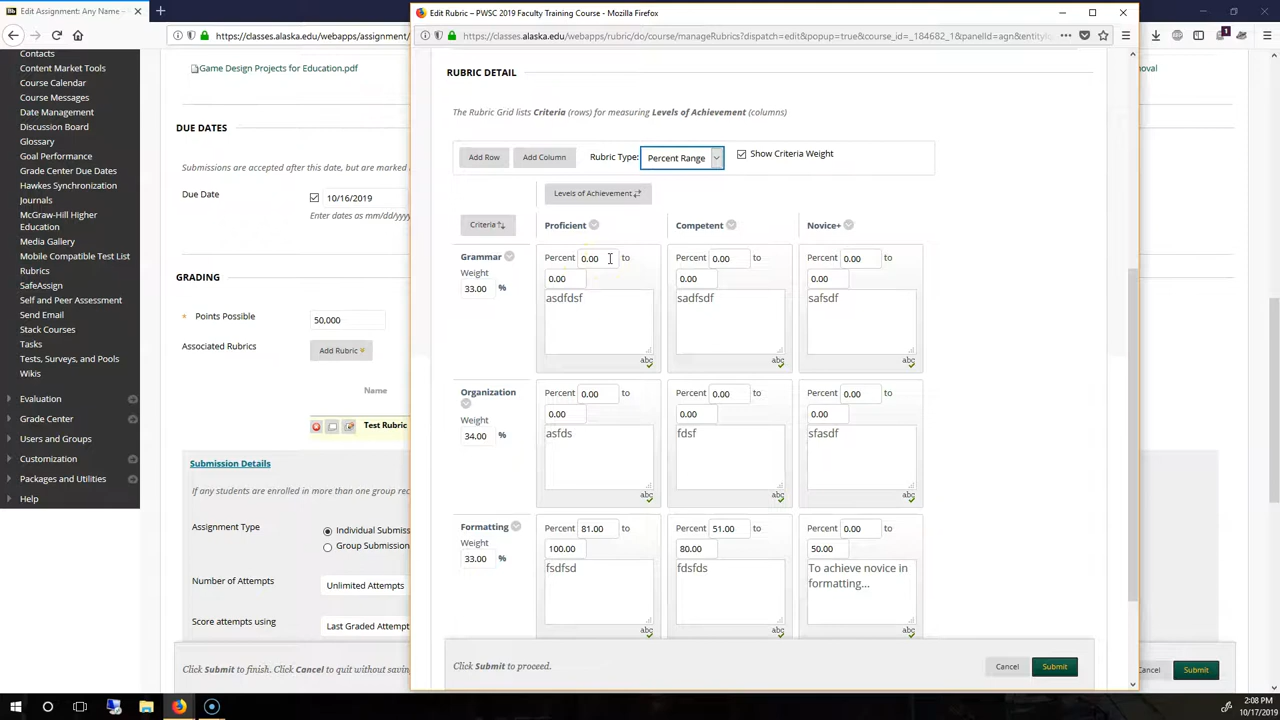 Edit Assignment: Any Name –
https://classes.alaska.edu/webapps/assignment/
Edit Rubric – PWSC 2019 Faculty Training Course - Mozilla Firefox
https://classes.alaska.edu/webapps/rubric/do/course/manageRubrics?dispatch=edit&popup=true&course_id=_184682_1&panelId=agn&entityI
Contacts
Content Market Tools
Course Calendar
Course Messages
Date Management
Discussion Board
Glossary
Goal Performance
Grade Center Due Dates
Hawkes Synchronization
Journals
McGraw-Hill Higher
Education
Media Gallery
Mobile Compatible Test List
Rubrics
SafeAssign
Self and Peer Assessment
Send Email
Stack Courses
Tasks
Tests, Surveys, and Pools
Wikis
Evaluation
Grade Center
Users and Groups
Customization
Packages and Utilities
Help
Game Design Projects for Education.pdf
DUE DATES
Submissions are accepted after this date, but are marked
Due Date
10/16/2019
Enter dates as mm/dd/yyyy
GRADING
Points Possible
50,000
Associated Rubrics
Add Rubric
Name
Test Rubric
Submission Details
If any students are enrolled in more than one group rec
Assignment Type
Individual Submiss
Group Submission
Number of Attempts
Unlimited Attempts
Score attempts using
Last Graded Attempt
Click Submit to finish. Click Cancel to quit without savin
RUBRIC DETAIL
The Rubric Grid lists Criteria (rows) for measuring Levels of Achievement (columns)
Add Row
Add Column
Rubric Type:
Percent Range
Show Criteria Weight
Levels of Achievement
Criteria
Proficient
Competent
Novice+
Grammar
Weight
33.00 %
Percent 0.00 to
0.00
asdfdsf
abc
Percent 0.00 to
0.00
sadfsdf
abc
Percent 0.00 to
0.00
safsdf
abc
Organization
Weight
34.00 %
Percent 0.00 to
0.00
asfds
abc
Percent 0.00 to
0.00
fdsf
abc
Percent 0.00 to
0.00
sfasdf
abc
Formatting
Weight
33.00 %
Percent 81.00 to
100.00
fsdfsd
abc
Percent 51.00 to
80.00
fdsfds
abc
Percent 0.00 to
50.00
To achieve novice in
formatting...
abc
Click Submit to proceed.
Cancel
Submit
noval
ancel
Submit
2:08 PM
10/17/2019